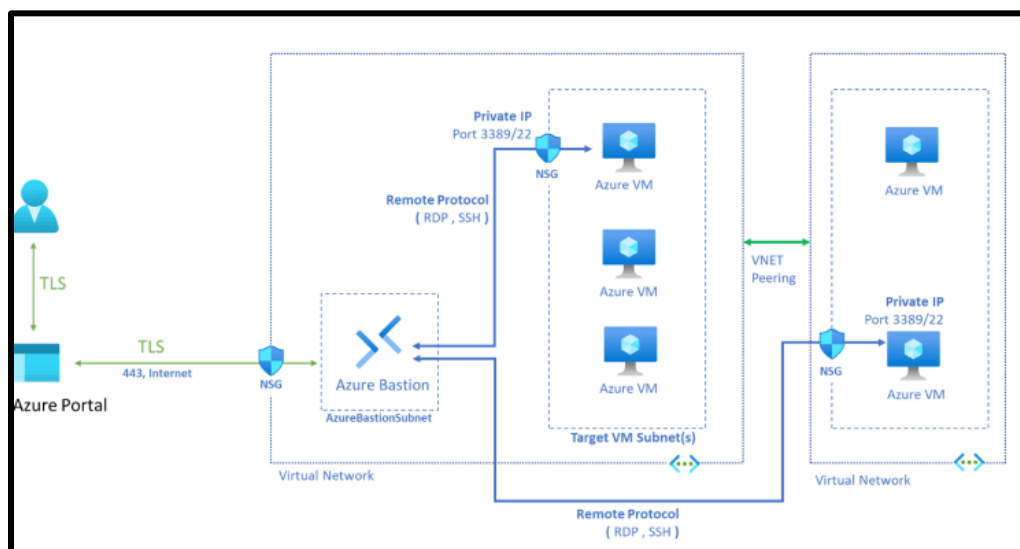 Private IP
Port 3389/22
NSG
Azure VM
Remote Protocol
( RDP , SSH )
Azure VM
Azure VM
TLS
TLS
443, Internet
NSG
Azure Portal
Azure Bastion
AzureBastionSubnet
Target VM Subnet(s)
Virtual Network
VNET
Peering
Azure VM
Private IP
Port 3389/22
NSG
Azure VM
Virtual Network
Remote Protocol
( RDP , SSH )